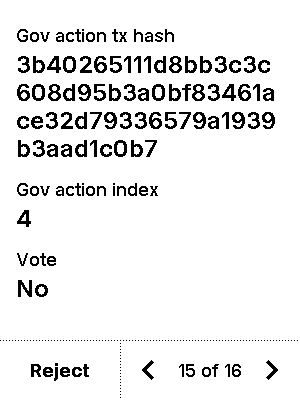 Gov action tx hash
3b40265111d8bb3c3c
608d95b3a0bf83461a
ce32d79336579a1939
b3aad1c0b7
Gov action index
4
Vote
No
Reject
15 of 16